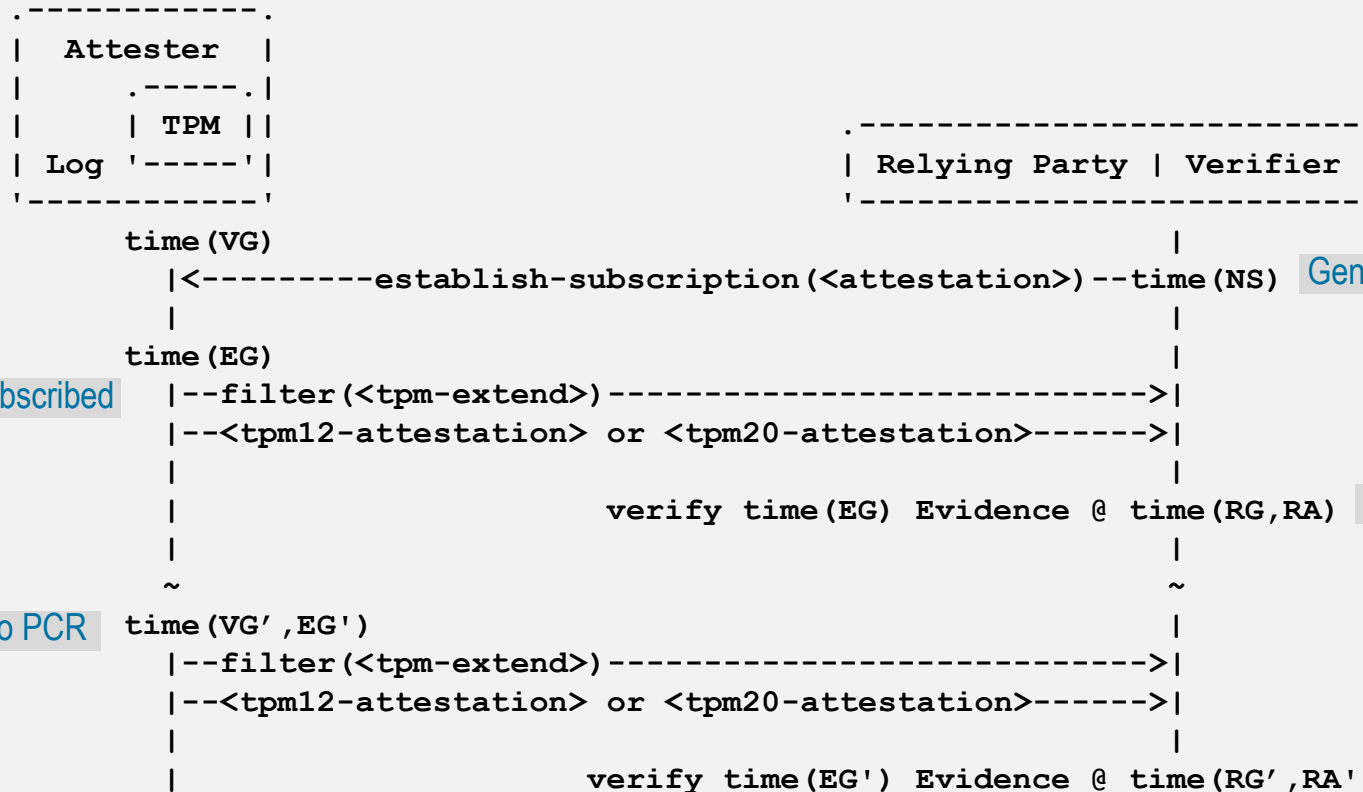 .------------.
|  Attester  |
|      .-----.|
|      | TPM ||                              .--------------------------
| Log '-----'|                              | Relying Party | Verifier
'------------'                              '--------------------------
time(VG)                                                    |
|<---------establish-subscription(<attestation>)--time(NS) Gen
|                                                   |
time(EG)                                                    |
bscribed |--filter(<tpm-extend>)---------------------------->|
|--<tpm12-attestation> or <tpm20-attestation>------>|
|                                                   |
|                      verify time(EG) Evidence @ time(RG,RA)
|                                                   |
~                                                   ~
o PCR time(VG’,EG')                                         |
|--filter(<tpm-extend>)---------------------------->|
|--<tpm12-attestation> or <tpm20-attestation>------>|
|                                                   |
|                     verify time(EG') Evidence @ time(RG’,RA'